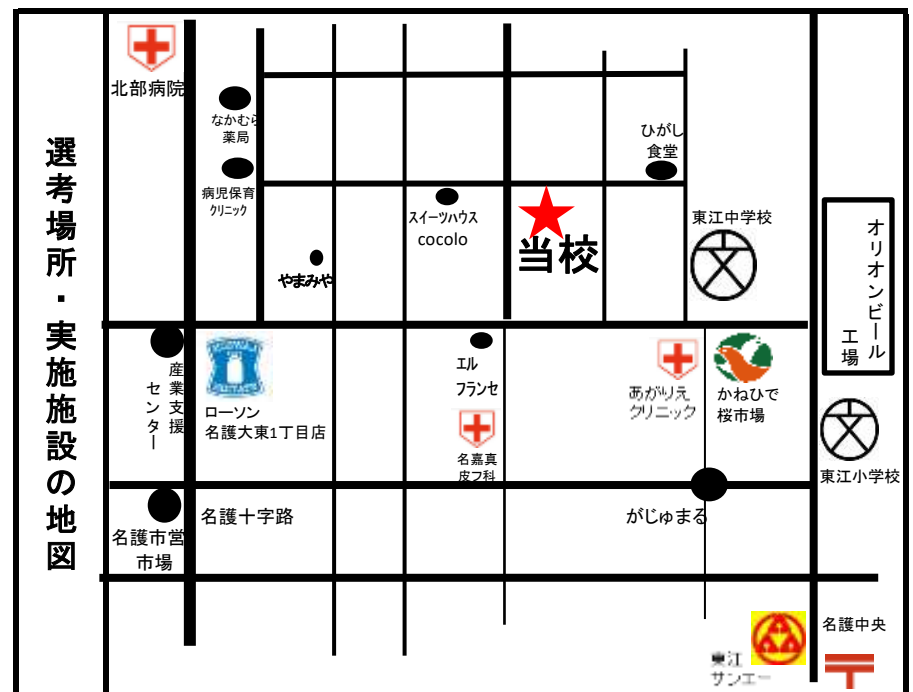 選考場所・実施施設の地図
北部病院
なかむら
薬局
病児保育
クリニック
やまみや
スイーツハウス
cocolo
当校
ひがし
食堂
東江中学校
オリオンビール
工場
産業支援
センター
ローソン
名護大東1丁目店
エル
フランセ
名嘉真
皮フ科
あがりえ
クリニック
かねひで
桜市場
東江小学校
名護市営
市場
名護十字路
がじゅまる
東江
サンエー
名護中央